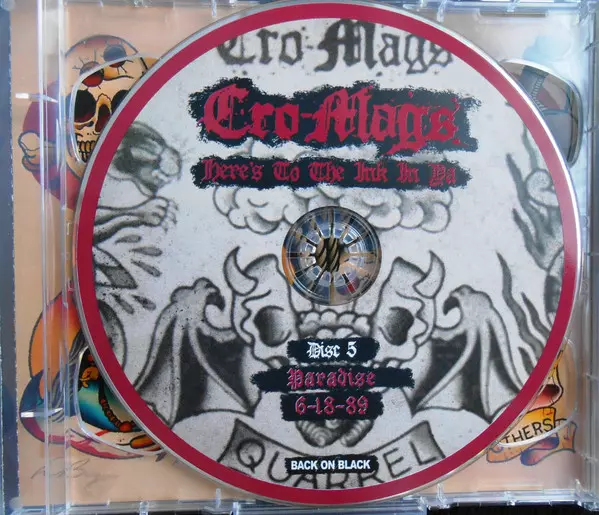 Cro-Mags
Cro-Mags
Here's To The Ink In Ya
Disc 5
Paradise
6-18-89
THERS
QUARREL
BACK ON BLACK